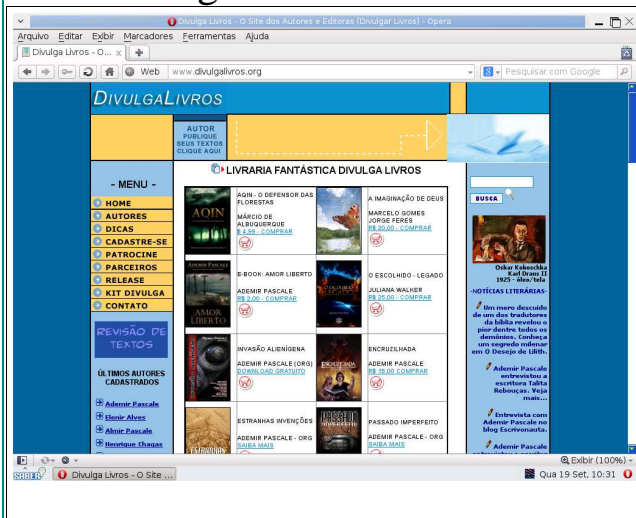 Divulga Livros - O Site dos Autores e Editoras (Divulgar Livros) - Opera
Arquivo Editar Exibir Marcadores Ferramentas Ajuda
Divulga Livros - O... x
Web www.divulgalivros.org
Pesquisar com Google
DIVULGALIVROS
AUTOR
PUBLIQUE
SEUS TEXTOS
CLIQUE AQUI
- MENU -
HOME
AUTORES
DICAS
CADASTRE-SE
PATROCINE
PARCEIROS
RELEASE
KIT DIVULGA
CONTATO
REVISÃO DE
TEXTOS
ÚLTIMOS AUTORES
CADASTRADOS
Ademir Pascale
Elenir Alves
Almir Pascale
Henrique Chagas
LIVRARIA FANTÁSTICA DIVULGA LIVROS
AQIN
AQIN - O DEFENSOR DAS
FLORESTAS
MÁRCIO DE
ALBUQUERQUE
$ 4,99 - COMPRAR
A IMAGINAÇÃO DE DEUS
MARCELO GOMES
JORGE FERES
R$ 20,00 - COMPRAR
ADEMIR PASCALE
AMOR
LIBERTO
E-BOOK: AMOR LIBERTO
ADEMIR PASCALE
R$ 2,00 - COMPRAR
O ESCOLHIDO - LEGADO
JULIANA WALKER
R$ 25,00 - COMPRAR
INVASÃO ALIENÍGENA
ADEMIR PASCALE (ORG)
DOWNLOAD GRATUITO
ENCRUZILHADA
ENCRUZILHADA
ADEMIR PASCALE
R$ 15,00 COMPRAR
ESTRANHAS INVENÇÕES
ADEMIR PASCALE - ORG
SAIBA MAIS
PASSADO IMPERFEITO
ADEMIR PASCALE - ORG
SAIBA MAIS
BUSCA
Oskar Kokoschka
Karl Draus II
1925 - óleo/tela
-NOTÍCIAS LITERÁRIAS-
Um mero descuido
de um dos tradutores
da bíblia revelou o
pior dentre todos os
demônios. Conheça
um segredo milenar
em O Desejo de Lilith.
Ademir Pascale
entrevistou a
escritora Talita
Rebouças. Veja
mais...
Entrevista com
Ademir Pascale no
blog Escrivonauta.
Ademir Pascale
Exibir (100%)
Divulga Livros - O Site ...
Qua 19 Set, 10:31